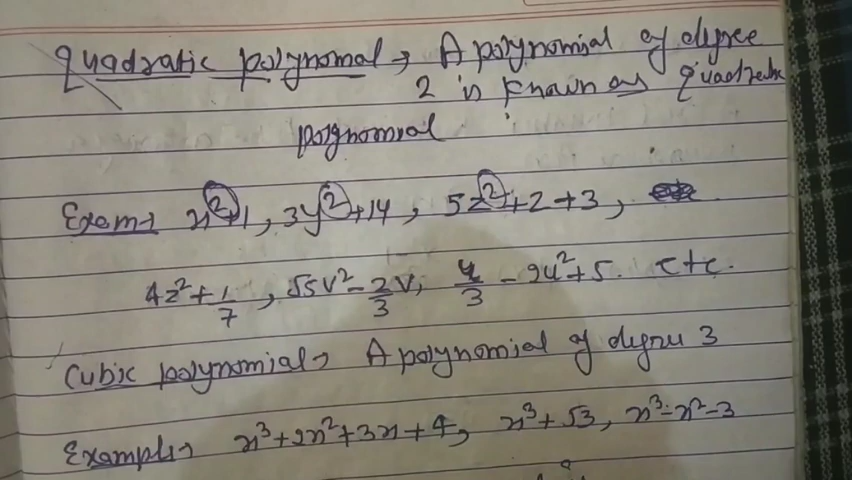 Quadratic polynomal → A polynomial of degree
2 is known as Quadratic
polynomial
Exam→ x²+1, 3y²+14, 5z²+2+3,
4z²+1/7, √5v²-2/3v, u/3 - 2u²+5. etc.
Cubic polynomial→ A polynomial of degree 3
Example→ x³+2x²+3x+4, x³+√3, x³-x²-3